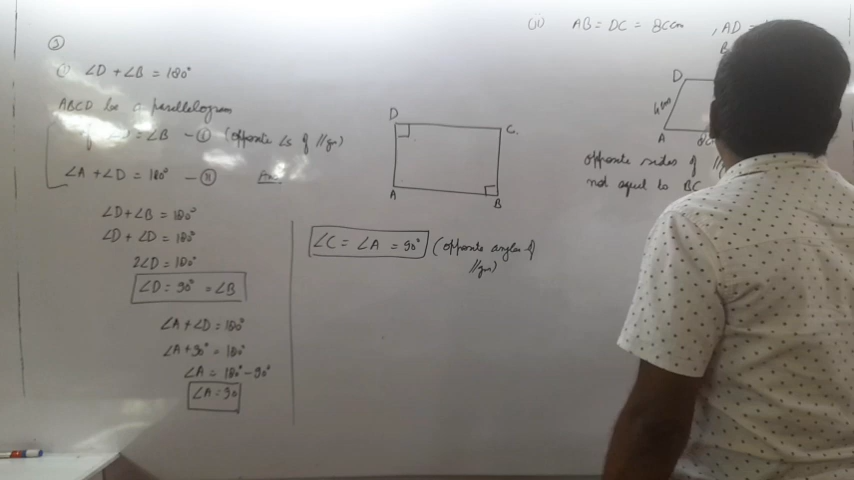 ③
(i) ∠D + ∠B = 180°
ABCD be a parallelogram
= ∠B - ① (opposite ∠s of //gm)
∠A + ∠D = 180° - ②
∠D + ∠B = 180°
∠D + ∠D = 180°
2∠D = 180°
∠D = 90° = ∠B
∠A + ∠D = 180°
∠A + 90° = 180°
∠A = 180° - 90°
∠A = 90
D C
A B
∠C = ∠A = 90° (opposite angles of
//gm)
(ii) AB = DC = 8cm , AD =
D
A
opposite sides of
not equal to BC